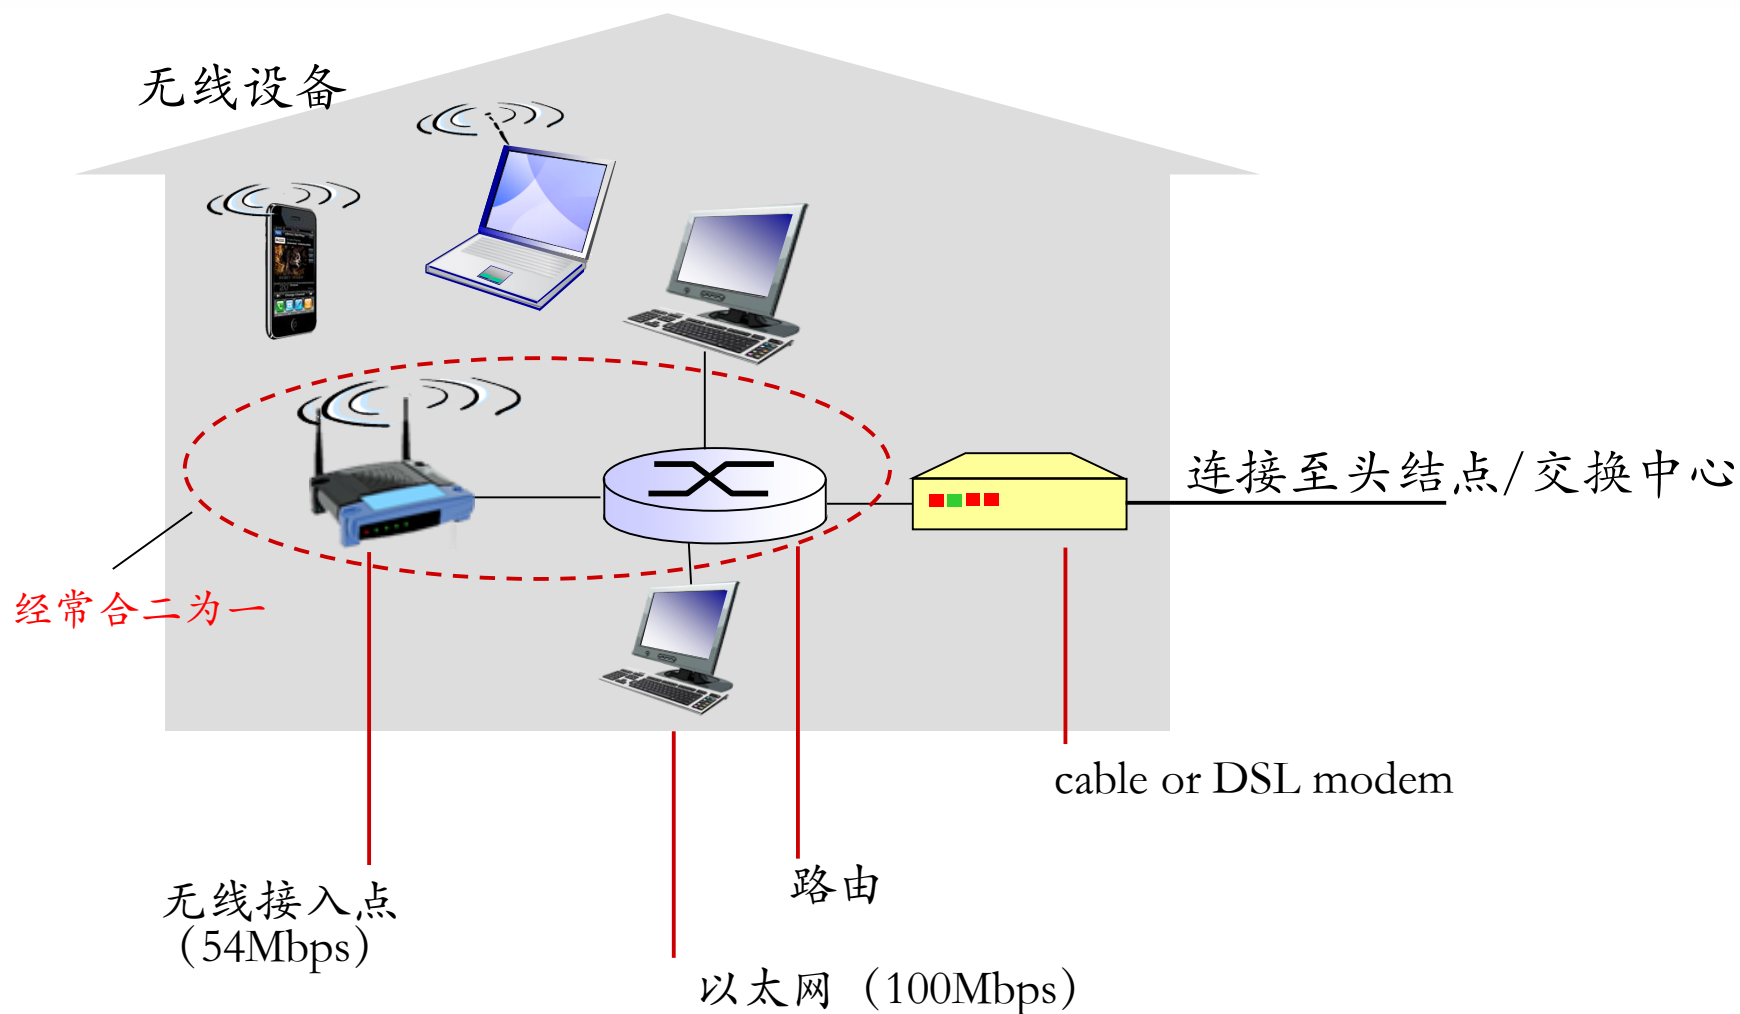 无线设备
连接至头结点/交换中心
经常合二为一
cable or DSL modem
路由
无线接入点
（54Mbps）
以太网（100Mbps）